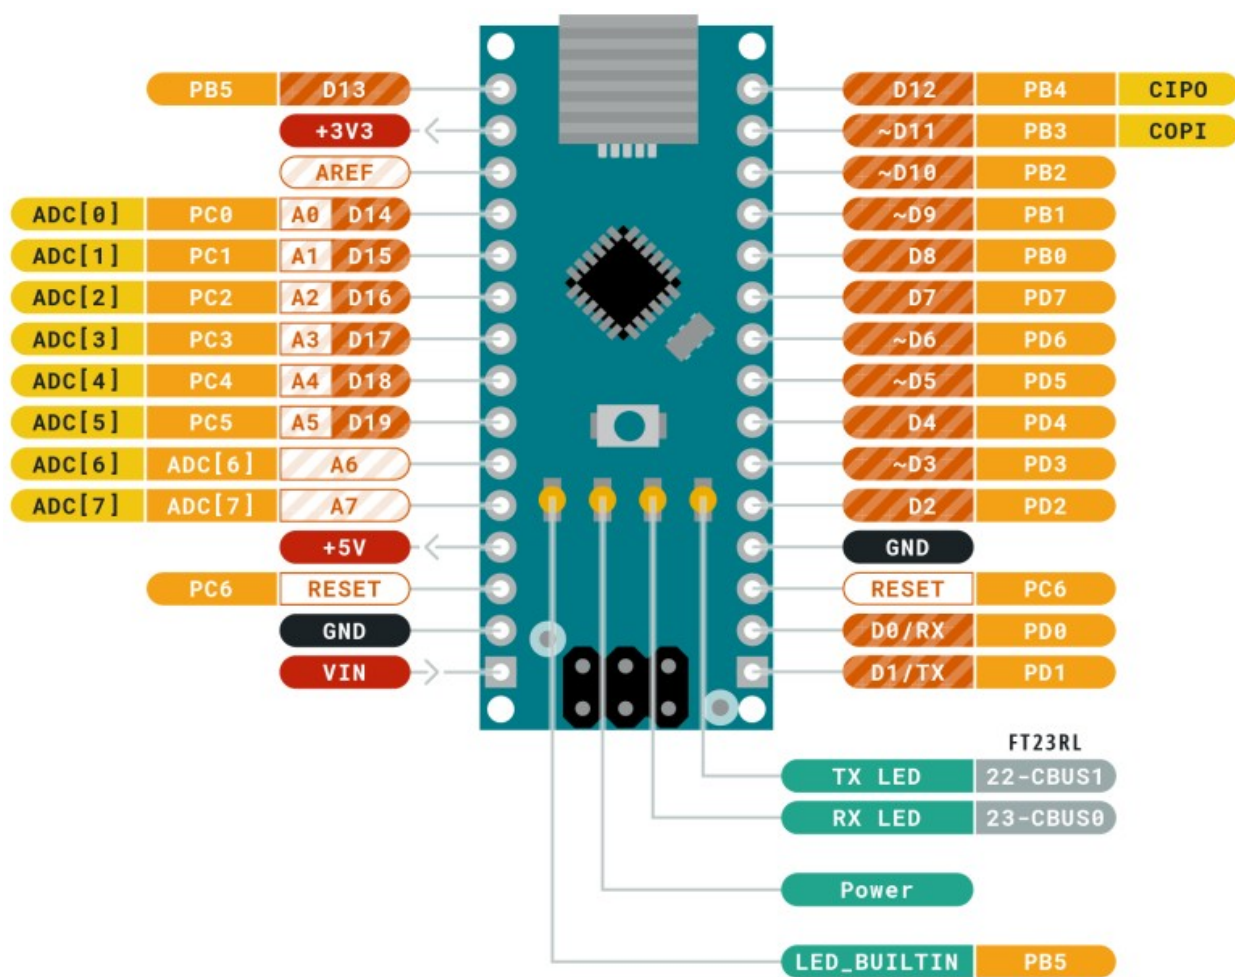 PB5 D13 D12 PB4 CIPO
+3V3 ~D11 PB3 COPI
AREF ~D10 PB2
ADC[0] PC0 A0 D14 ~D9 PB1
ADC[1] PC1 A1 D15 D8 PB0
ADC[2] PC2 A2 D16 D7 PD7
ADC[3] PC3 A3 D17 ~D6 PD6
ADC[4] PC4 A4 D18 ~D5 PD5
ADC[5] PC5 A5 D19 D4 PD4
ADC[6] ADC[6] A6 ~D3 PD3
ADC[7] ADC[7] A7 D2 PD2
+5V GND
PC6 RESET RESET PC6
GND D0/RX PD0
VIN D1/TX PD1
FT23RL
TX LED 22-CBUS1
RX LED 23-CBUS0
Power
LED_BUILTIN PB5